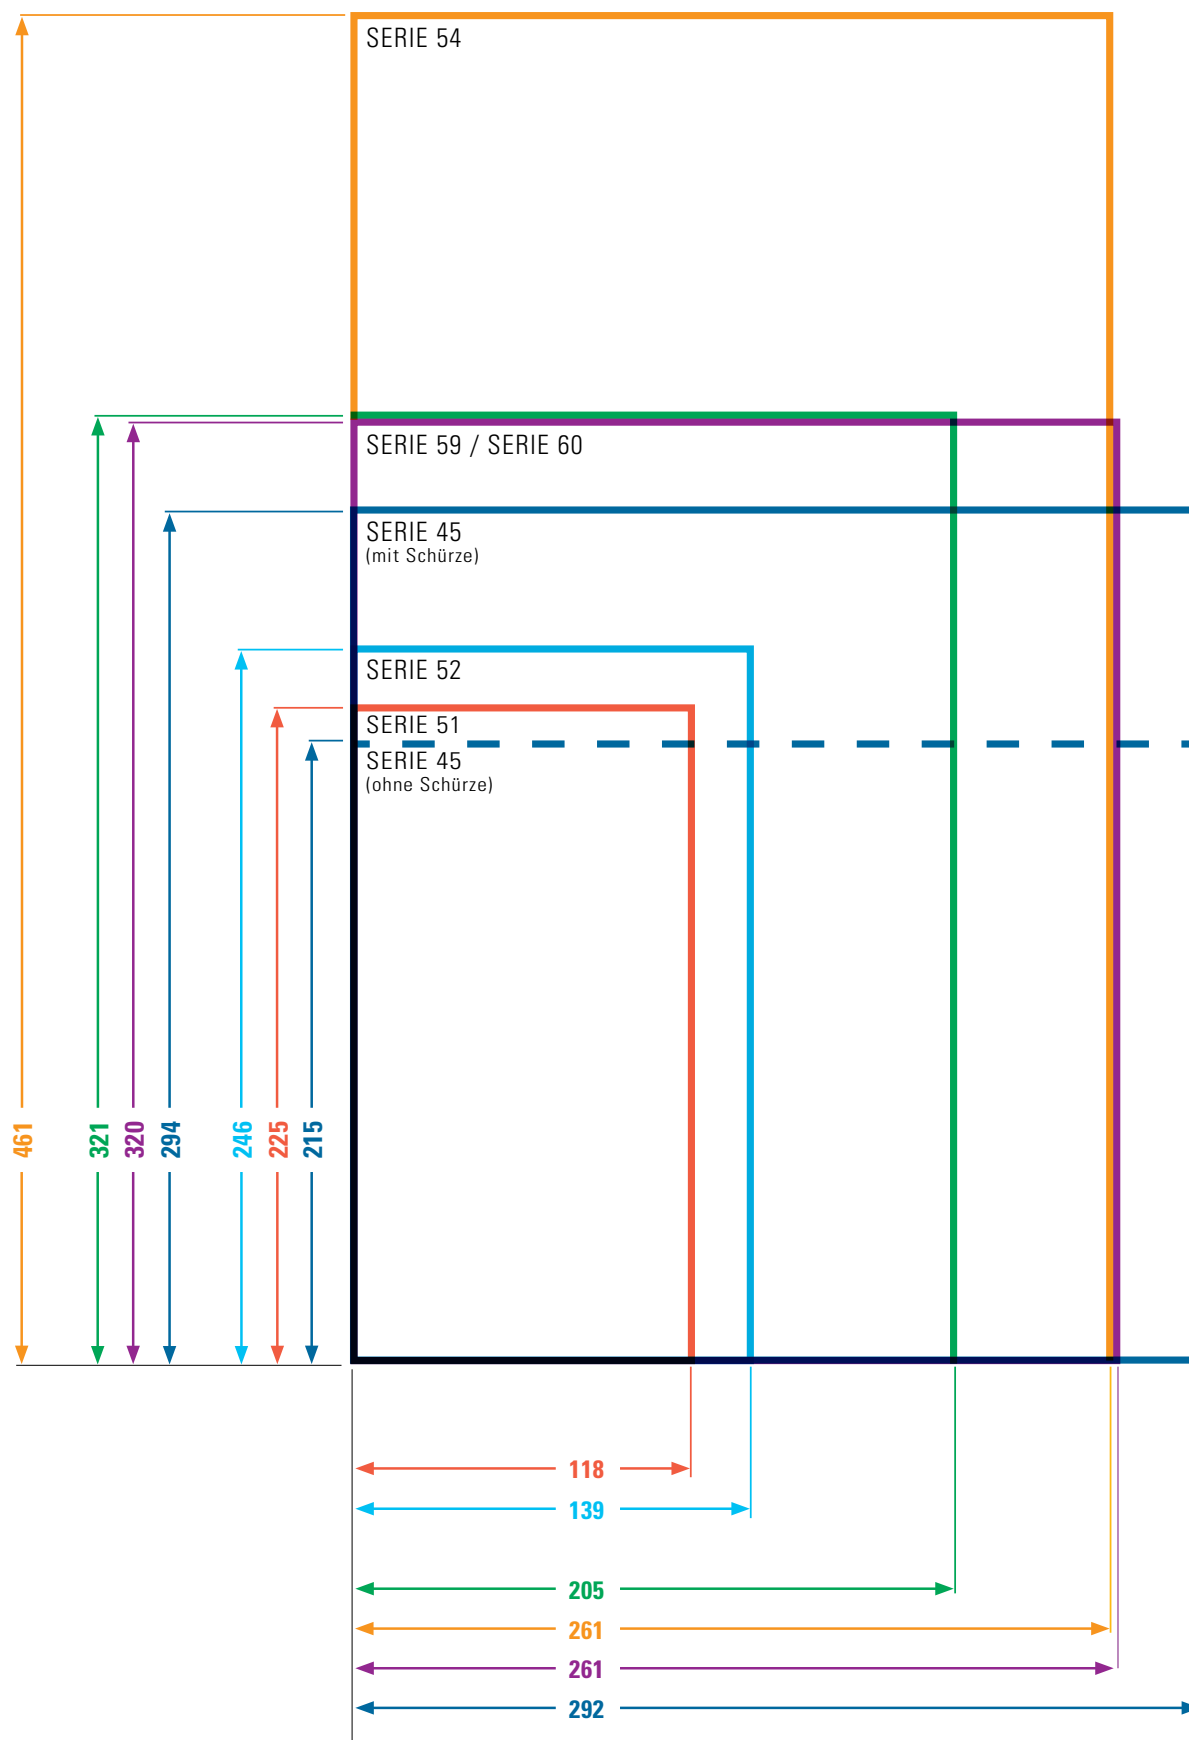 SERIE 54
SERIE 59 / SERIE 60
SERIE 45
(mit Schürze)
SERIE 52
SERIE 51
SERIE 45
(ohne Schürze)
461
321
320
294
246
225
215
118
139
205
261
261
292